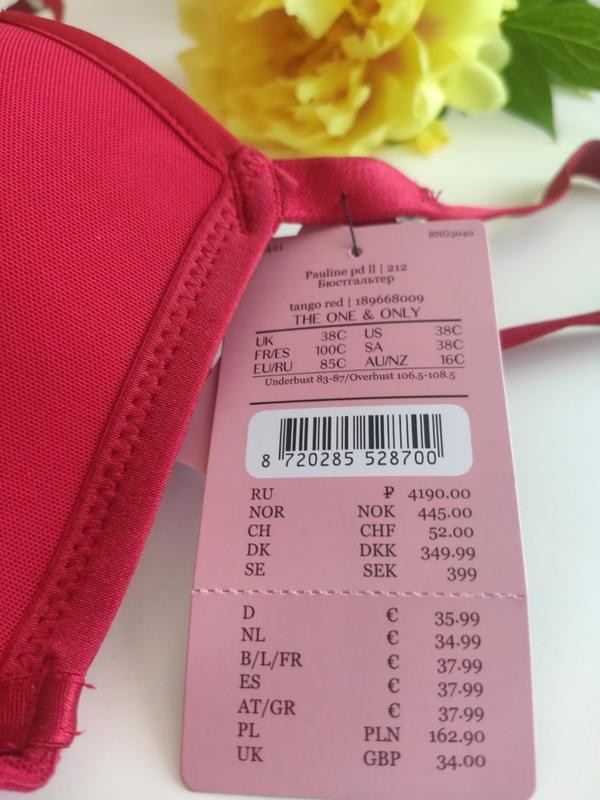 421 BNG3040
Pauline pd ll | 212
Бюстгальтер
tango red | 189668009
THE ONE & ONLY
UK 38C US 38C
FR/ES 100C SA 38C
EU/RU 85C AU/NZ 16C
Underbust 83-87/Overbust 106.5-108.5
8 720285 528700
RU ₽ 4190.00
NOR NOK 445.00
CH CHF 52.00
DK DKK 349.99
SE SEK 399
D € 35.99
NL € 34.99
B/L/FR € 37.99
ES € 37.99
AT/GR € 37.99
PL PLN 162.90
UK GBP 34.00